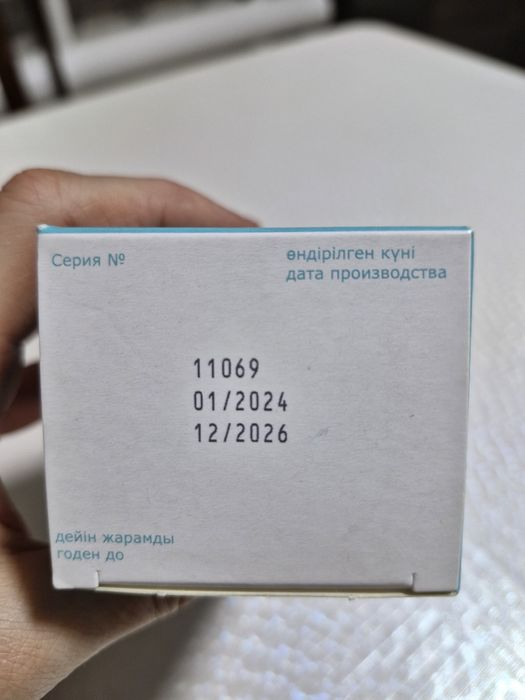 Серия №
өндірілген күні
дата производства
11069
01/2024
12/2026
дейін жарамды
годен до